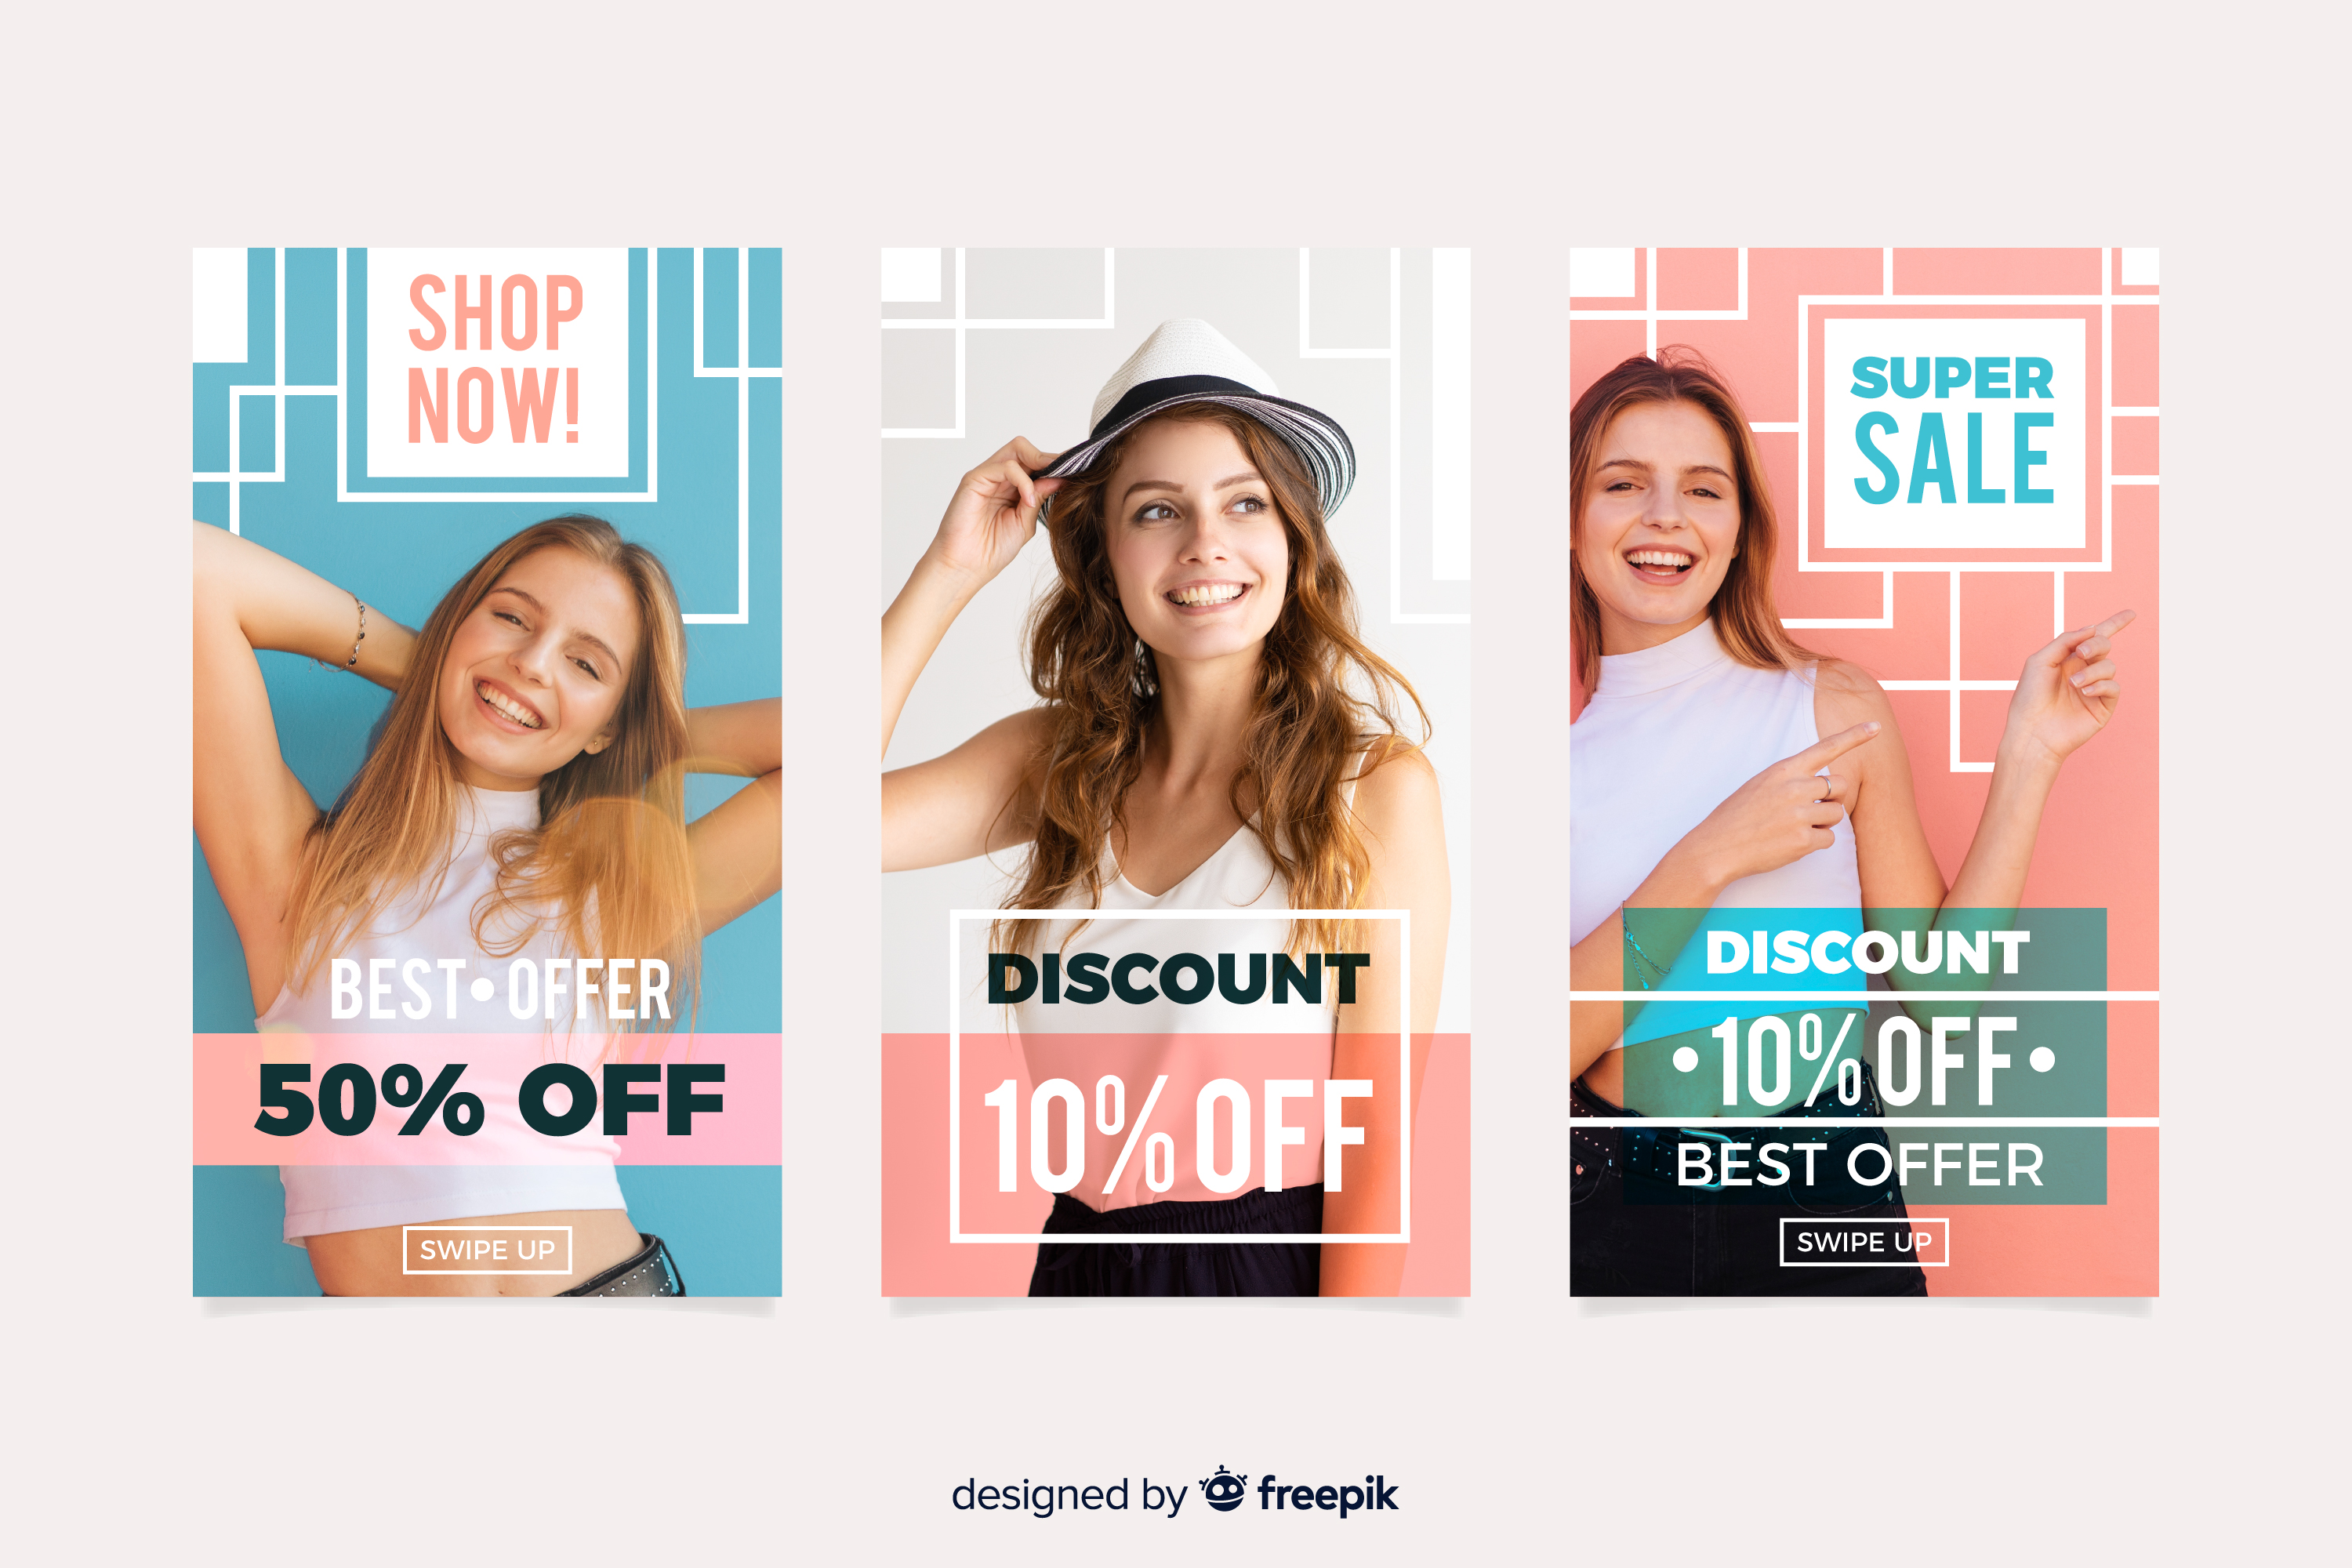 SHOP
NOW!
BEST•OFFER
50% OFF
SWIPE UP
DISCOUNT
10% OFF
SUPER
SALE
DISCOUNT
•10% OFF•
BEST OFFER
SWIPE UP
designed by freepik